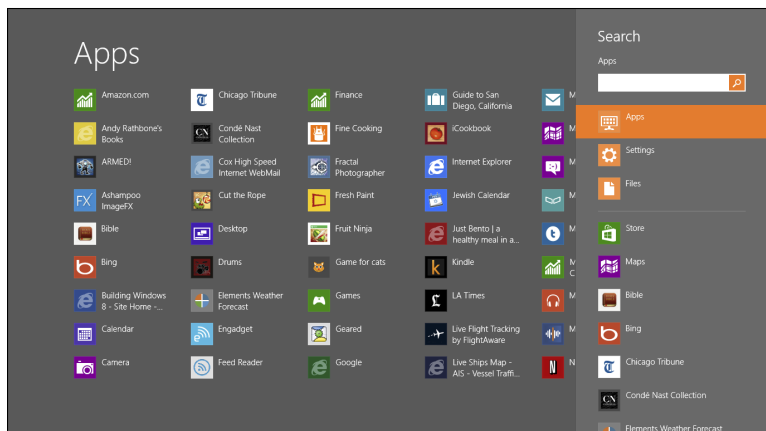 Apps
Amazon.com
Andy Rathbone's
Books
ARMED!
Ashampoo
ImageFX
Bible
Bing
Building Windows
8 - Site Home -...
Calendar
Camera
Chicago Tribune
Condé Nast
Collection
Cox High Speed
Internet WebMail
Cut the Rope
Desktop
Drums
Elements Weather
Forecast
Engadget
Feed Reader
Finance
Fine Cooking
Fractal
Photographer
Fresh Paint
Fruit Ninja
Game for cats
Games
Geared
Google
Guide to San
Diego, California
iCookbook
Internet Explorer
Jewish Calendar
Just Bento | a
healthy meal in a...
Kindle
LA Times
Live Flight Tracking
by FlightAware
Live Ships Map -
AIS - Vessel Traffi...
Search
Apps
Apps
Settings
Files
Store
Maps
Bible
Bing
Chicago Tribune
Condé Nast Collection
Elements Weather Forecast